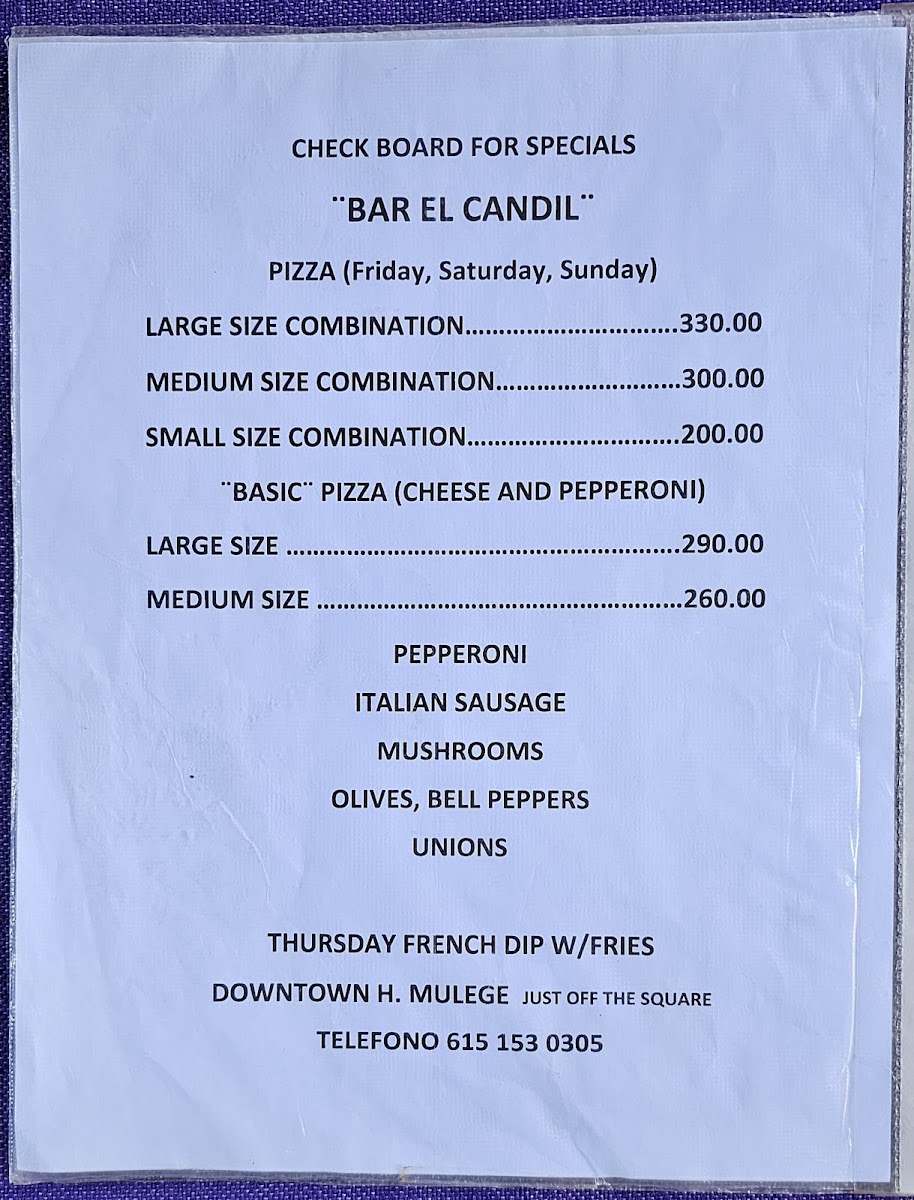 CHECK BOARD FOR SPECIALS
¨BAR EL CANDIL¨
PIZZA (Friday, Saturday, Sunday)
LARGE SIZE COMBINATION…………………………..330.00
MEDIUM SIZE COMBINATION………………………300.00
SMALL SIZE COMBINATION………………………….200.00
¨BASIC¨ PIZZA (CHEESE AND PEPPERONI)
LARGE SIZE ………………………………………………….290.00
MEDIUM SIZE ………………………………………………260.00
PEPPERONI
ITALIAN SAUSAGE
MUSHROOMS
OLIVES, BELL PEPPERS
UNIONS
THURSDAY FRENCH DIP W/FRIES
DOWNTOWN H. MULEGE JUST OFF THE SQUARE
TELEFONO 615 153 0305